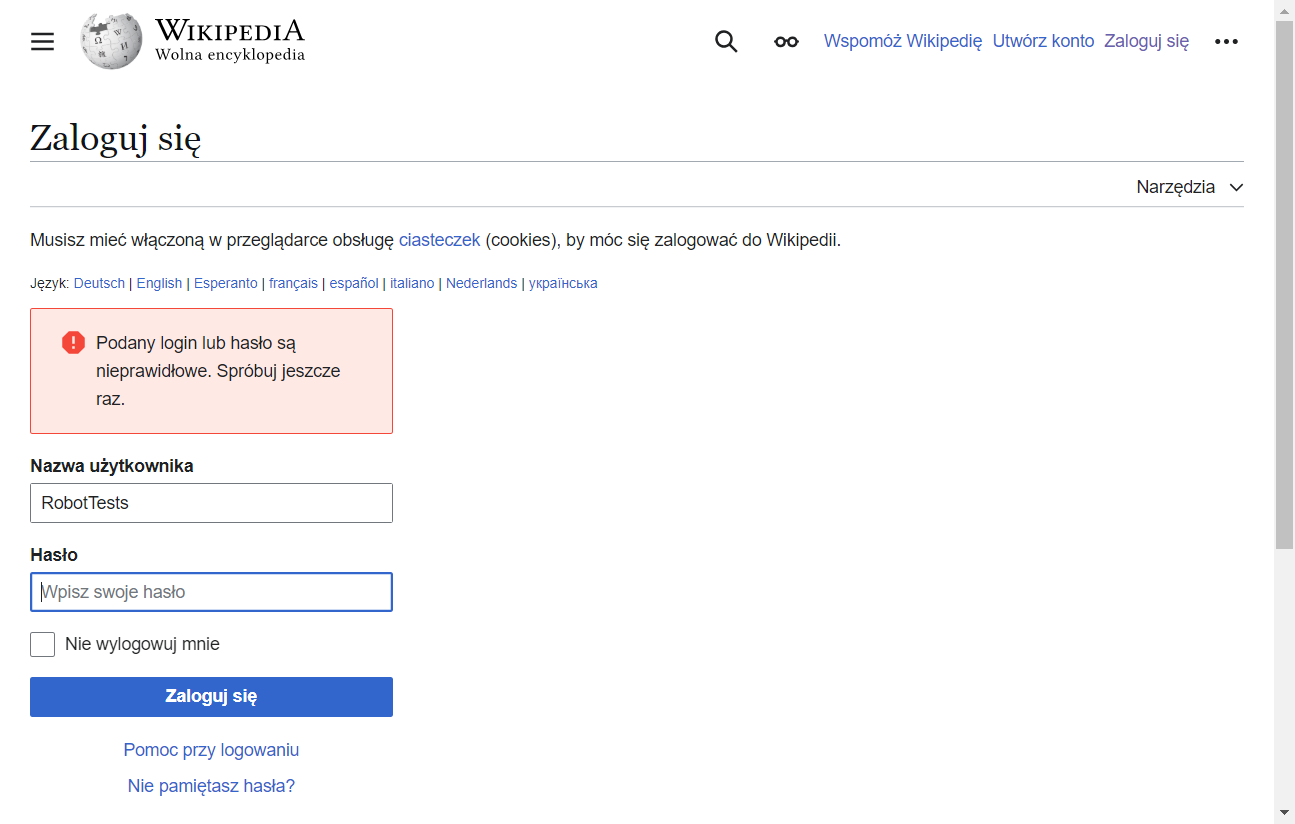 WIKIPEDIA
Wolna encyklopedia
Wspomóż Wikipedię Utwórz konto Zaloguj się
Zaloguj się
Narzędzia
Musisz mieć włączoną w przeglądarce obsługę ciasteczek (cookies), by móc się zalogować do Wikipedii.
Język: Deutsch | English | Esperanto | français | español | italiano | Nederlands | українська
Podany login lub hasło są
nieprawidłowe. Spróbuj jeszcze
raz.
Nazwa użytkownika
RobotTests
Hasło
Wpisz swoje hasło
Nie wylogowuj mnie
Zaloguj się
Pomoc przy logowaniu
Nie pamiętasz hasła?